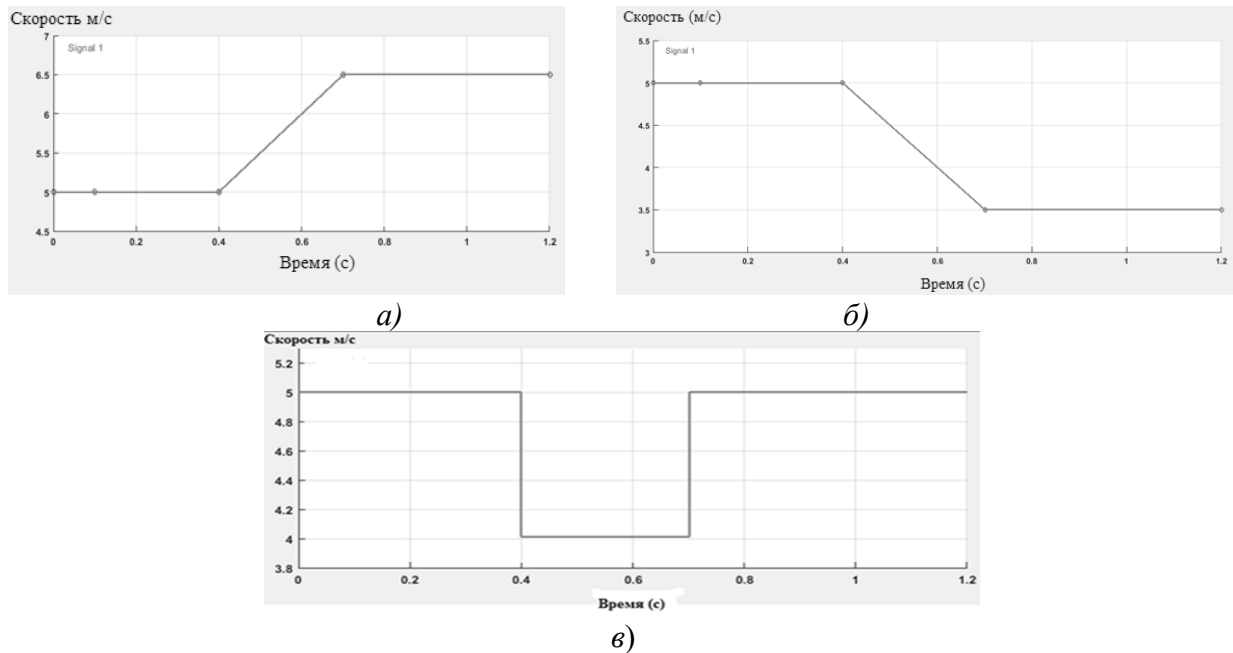 Скорость м/с
7
Signal 1
6.5
6
5.5
5
4.5
0 0.2 0.4 0.6 0.8 1 1.2
Время (с)
а)
Скорость (м/с)
5.5
Signal 1
5
4.5
4
3.5
3
0 0.2 0.4 0.6 0.8 1 1.2
Время (с)
б)
Скорость м/с
5.2
5
4.8
4.6
4.4
4.2
4
3.8
0 0.2 0.4 0.6 0.8 1 1.2
Время (с)
в)